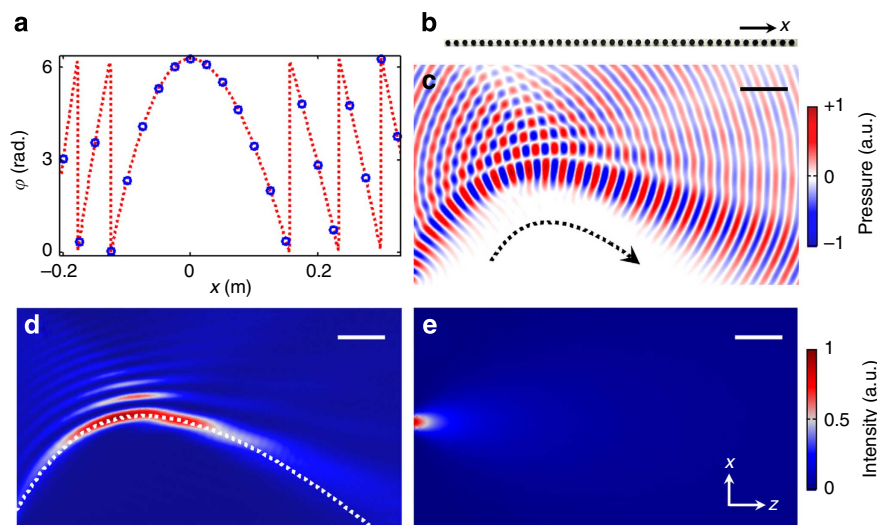 a
6
3
0
φ (rad.)
−0.2
0
0.2
x (m)
b
x
c
+1
0
−1
Pressure (a.u.)
d
e
x
z
1
0.5
0
Intensity (a.u.)